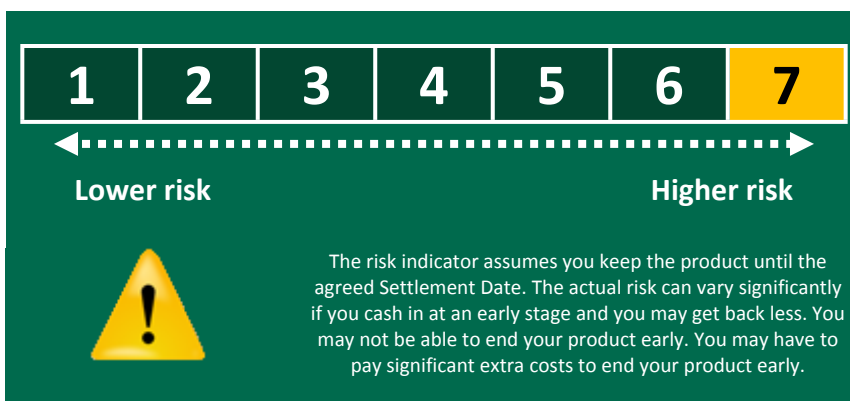 1 2 3 4 5 6 7
Lower risk Higher risk
The risk indicator assumes you keep the product until the
agreed Settlement Date. The actual risk can vary significantly
if you cash in at an early stage and you may get back less. You
may not be able to end your product early. You may have to
pay significant extra costs to end your product early.